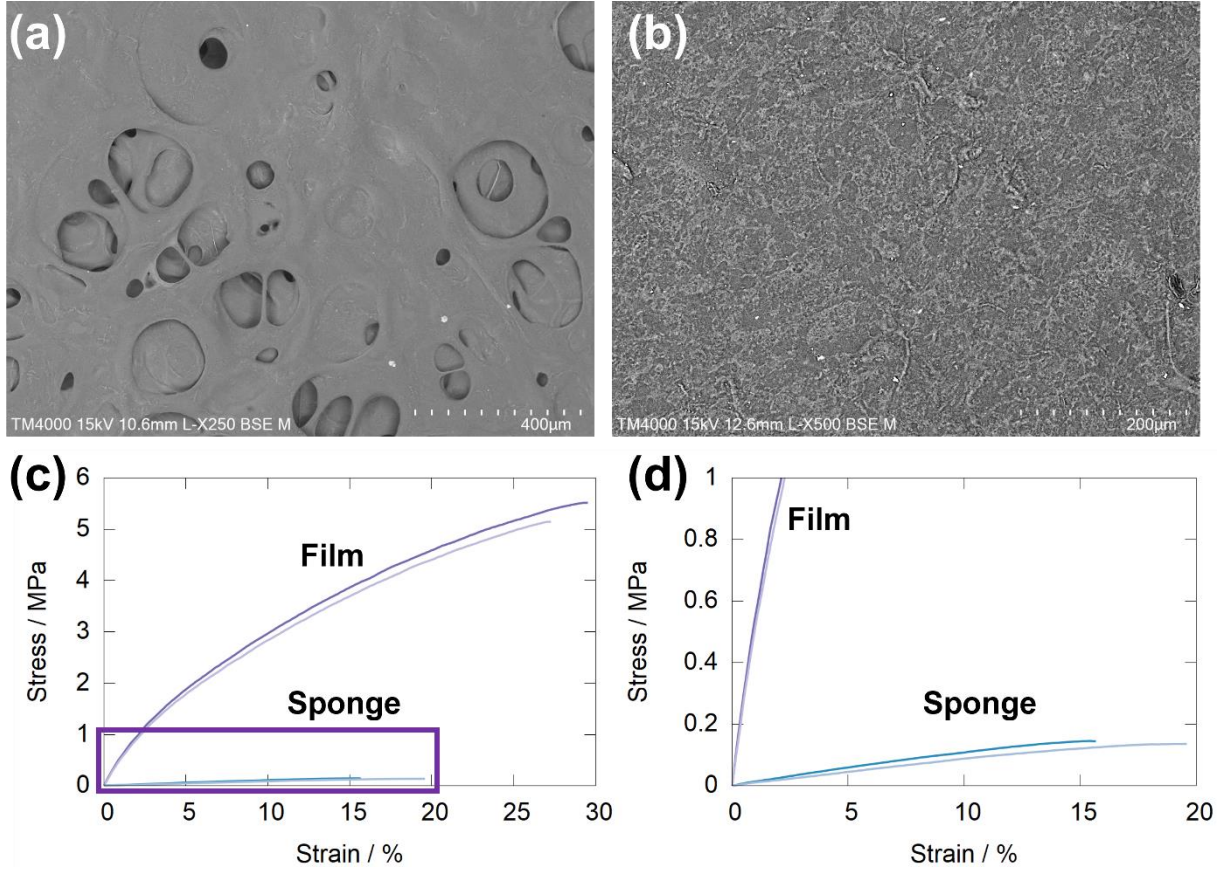 (a)
TM4000 15kV 10.6mm L-X250 BSE M 400μm
(b)
TM4000 15kV 12.6mm L-X500 BSE M 200μm
(c)
6
5
4
3
2
1
0
Stress / MPa
Film
Sponge
0 5 10 15 20 25 30
Strain / %
(d)
1
0.8
0.6
0.4
0.2
0
Stress / MPa
Film
Sponge
0 5 10 15 20
Strain / %